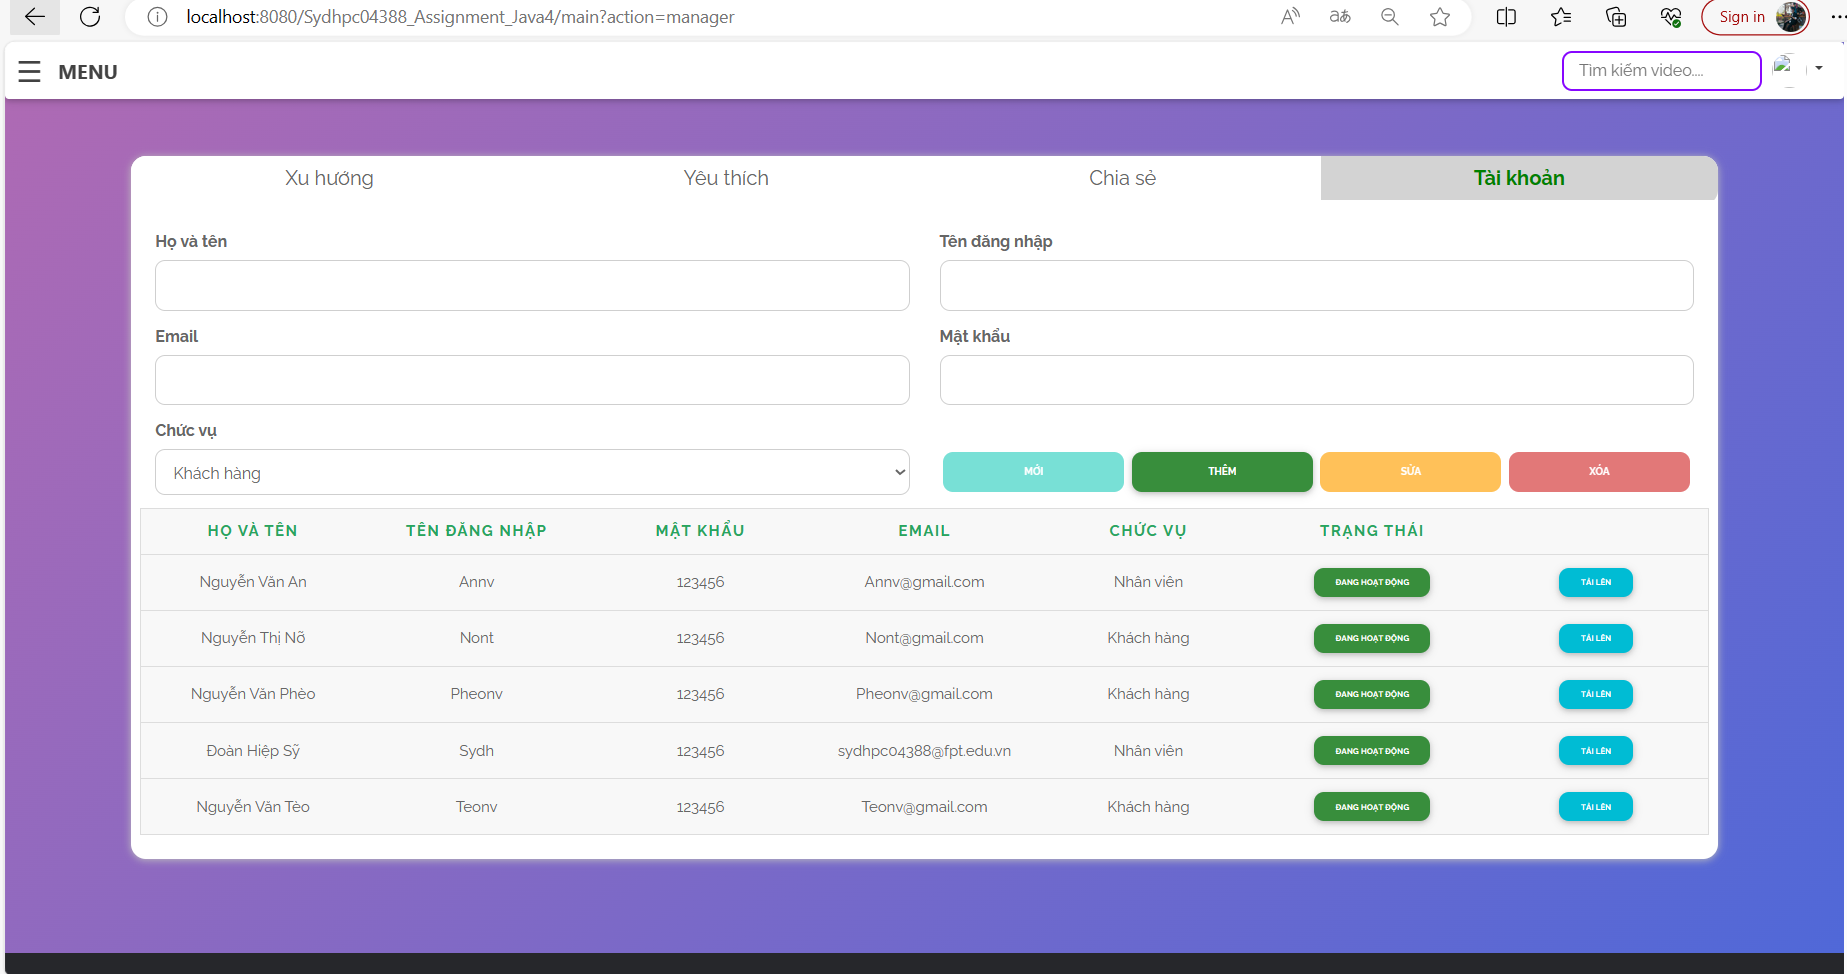 localhost:8080/Sydhpc04388_Assignment_Java4/main?action=manager
Sign in
MENU
Tìm kiếm video....
Xu hướng Yêu thích Chia sẻ Tài khoản
Họ và tên Tên đăng nhập
Email Mật khẩu
Chức vụ
Khách hàng MỚI THÊM SỬA XÓA
HỌ VÀ TÊN TÊN ĐĂNG NHẬP MẬT KHẨU EMAIL CHỨC VỤ TRẠNG THÁI
Nguyễn Văn An Annv 123456 Annv@gmail.com Nhân viên ĐANG HOẠT ĐỘNG TẢI LÊN
Nguyễn Thị Nỡ Nont 123456 Nont@gmail.com Khách hàng ĐANG HOẠT ĐỘNG TẢI LÊN
Nguyễn Văn Phèo Pheonv 123456 Pheonv@gmail.com Khách hàng ĐANG HOẠT ĐỘNG TẢI LÊN
Đoàn Hiệp Sỹ Sydh 123456 sydhpc04388@fpt.edu.vn Nhân viên ĐANG HOẠT ĐỘNG TẢI LÊN
Nguyễn Văn Tèo Teonv 123456 Teonv@gmail.com Khách hàng ĐANG HOẠT ĐỘNG TẢI LÊN